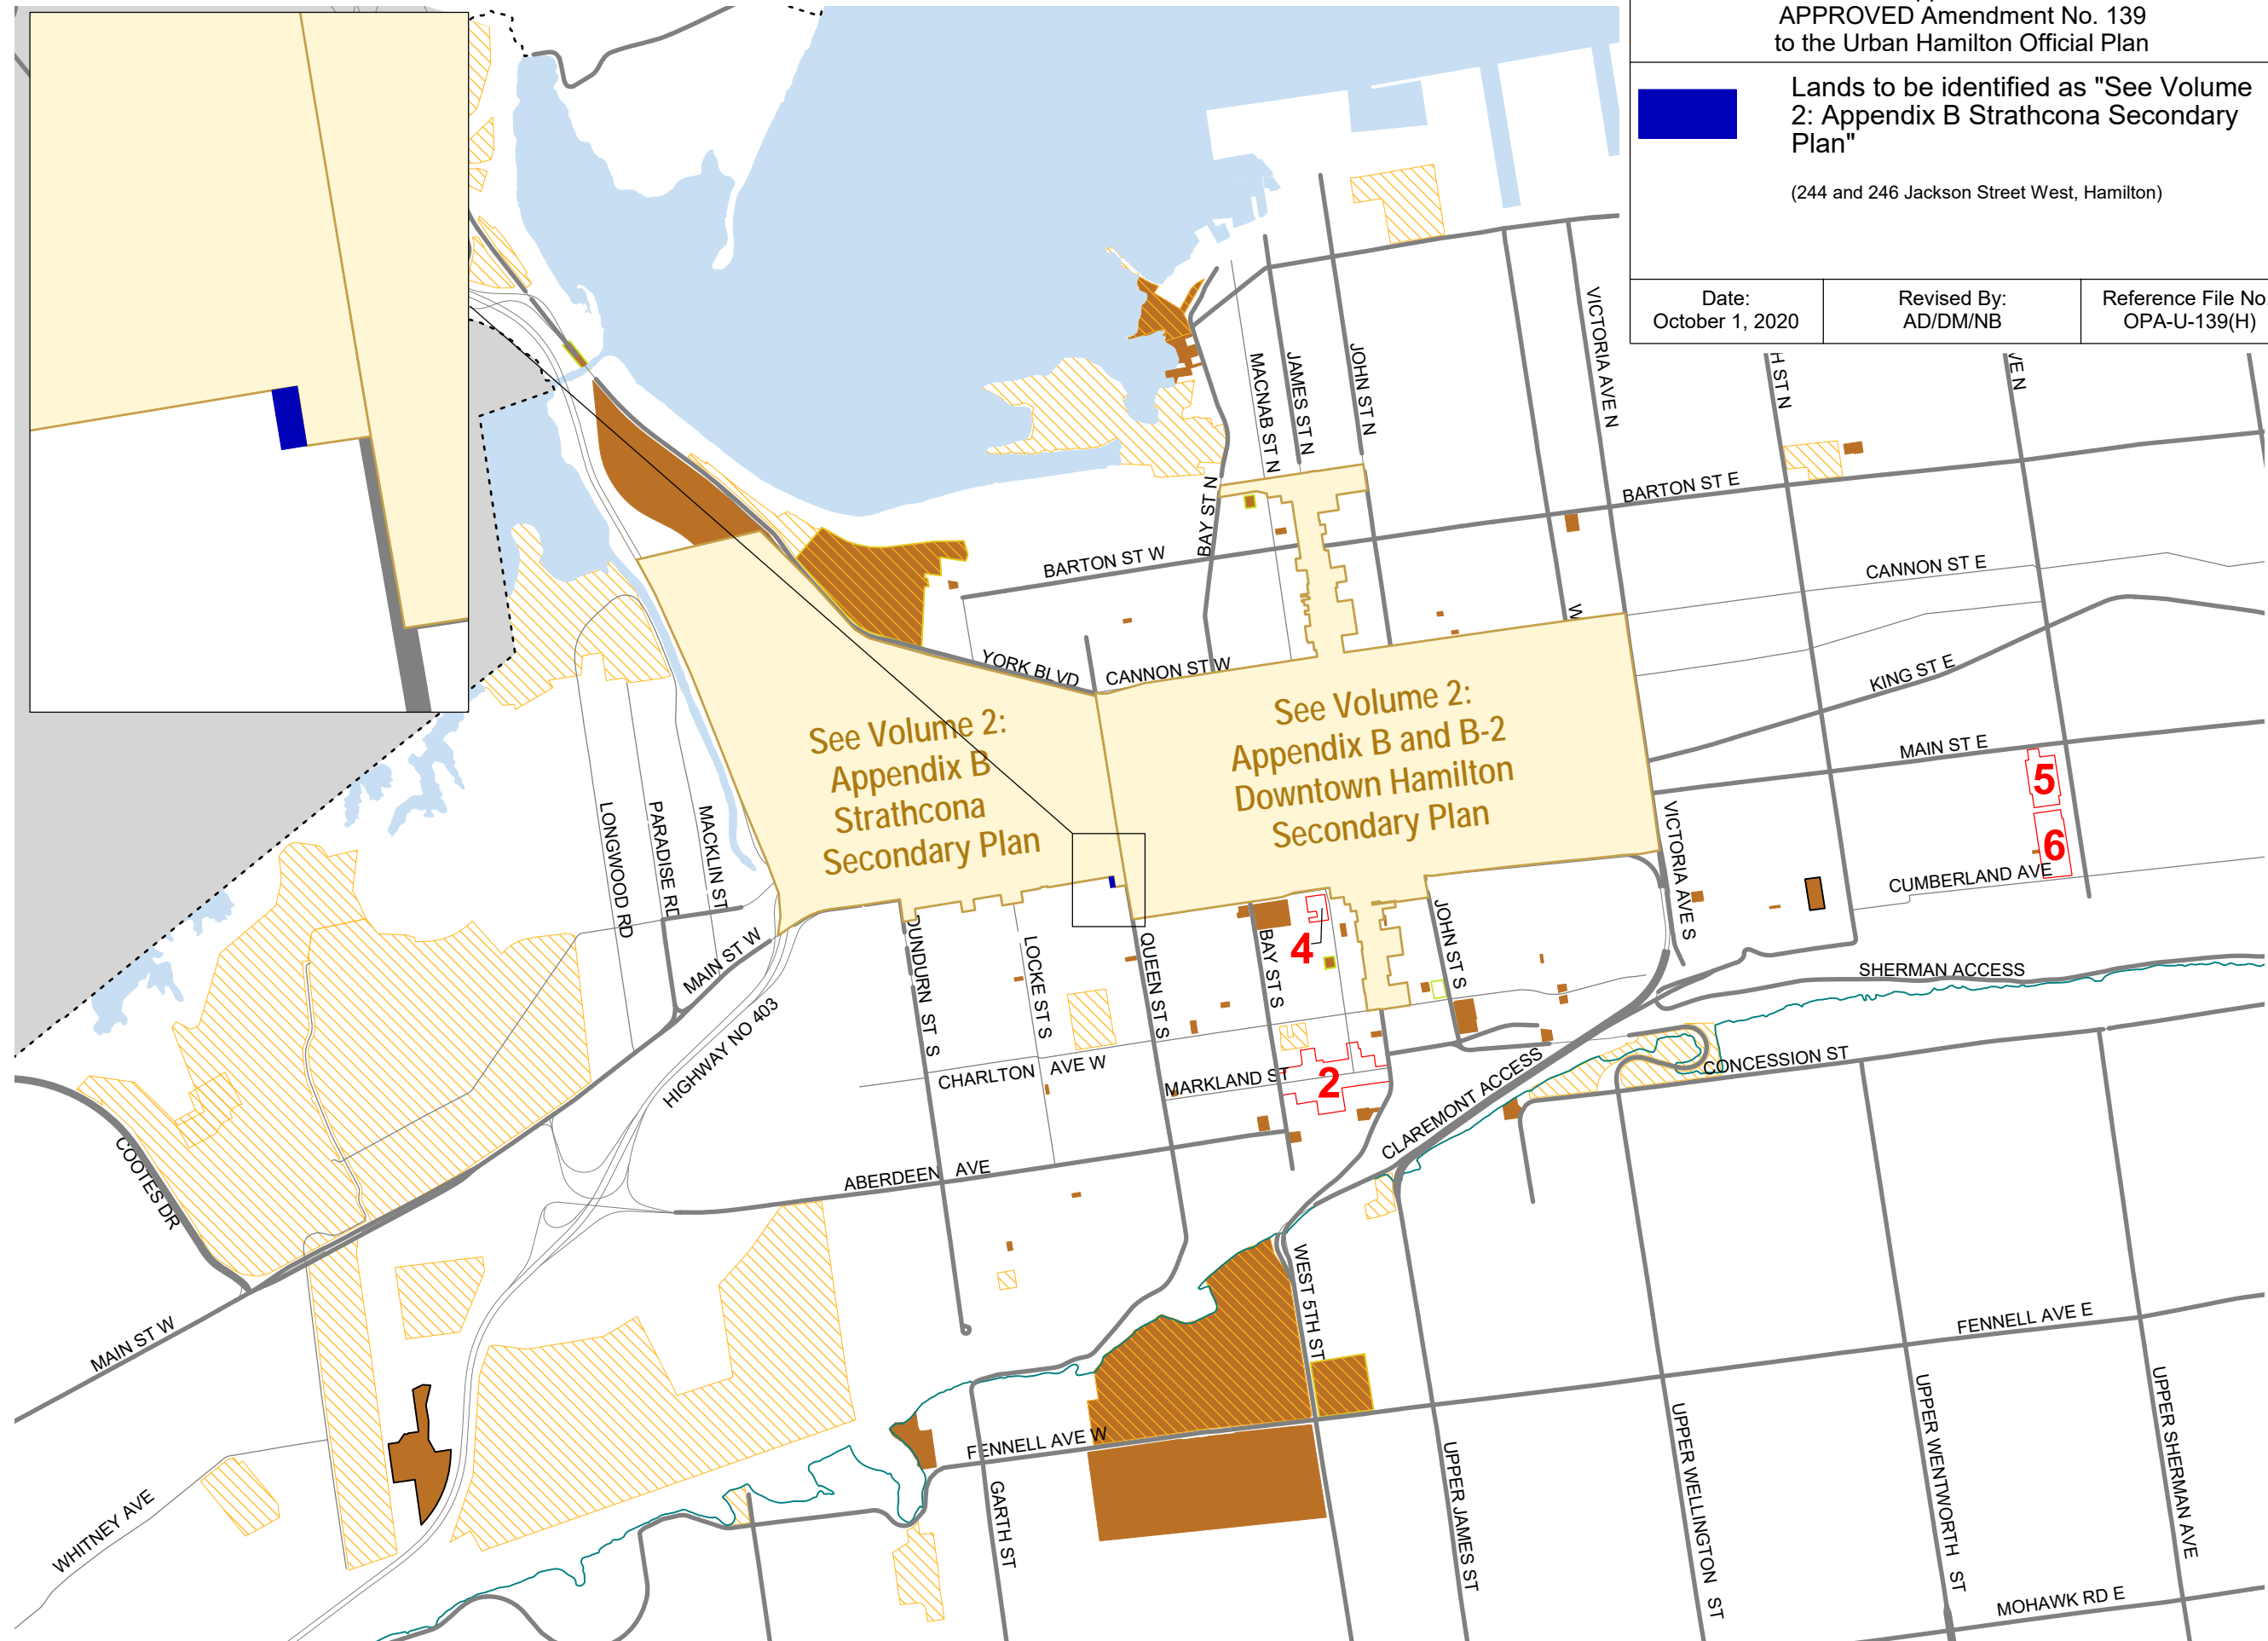 APPROVED Amendment No. 139
to the Urban Hamilton Official Plan
Lands to be identified as "See Volume
2: Appendix B Strathcona Secondary
Plan"
(244 and 246 Jackson Street West, Hamilton)
Date:
October 1, 2020
Revised By:
AD/DM/NB
Reference File No
OPA-U-139(H)
VICTORIA AVE N
JOHN ST N
JAMES ST N
MACNAB ST N
H ST N
VE N
BAY ST N
BARTON ST E
BARTON ST W
CANNON ST E
W
YORK BLVD
CANNON ST W
KING ST E
See Volume 2:
Appendix B
Strathcona
Secondary Plan
See Volume 2:
Appendix B and B-2
Downtown Hamilton
Secondary Plan
MAIN ST E
5
6
LONGWOOD RD
PARADISE RD
MACKLIN ST
VICTORIA AVE S
CUMBERLAND AVE
MAIN ST W
DUNDURN ST S
LOCKE ST S
QUEEN ST S
BAY ST S
4
JOHN ST S
SHERMAN ACCESS
HIGHWAY NO 403
CHARLTON AVE W
MARKLAND ST
2
CLAREMONT ACCESS
CONCESSION ST
COOTES DR
ABERDEEN AVE
WEST 5TH ST
MAIN ST W
FENNELL AVE E
FENNELL AVE W
GARTH ST
UPPER JAMES ST
UPPER WELLINGTON ST
UPPER WENTWORTH ST
UPPER SHERMAN AVE
WHITNEY AVE
MOHAWK RD E